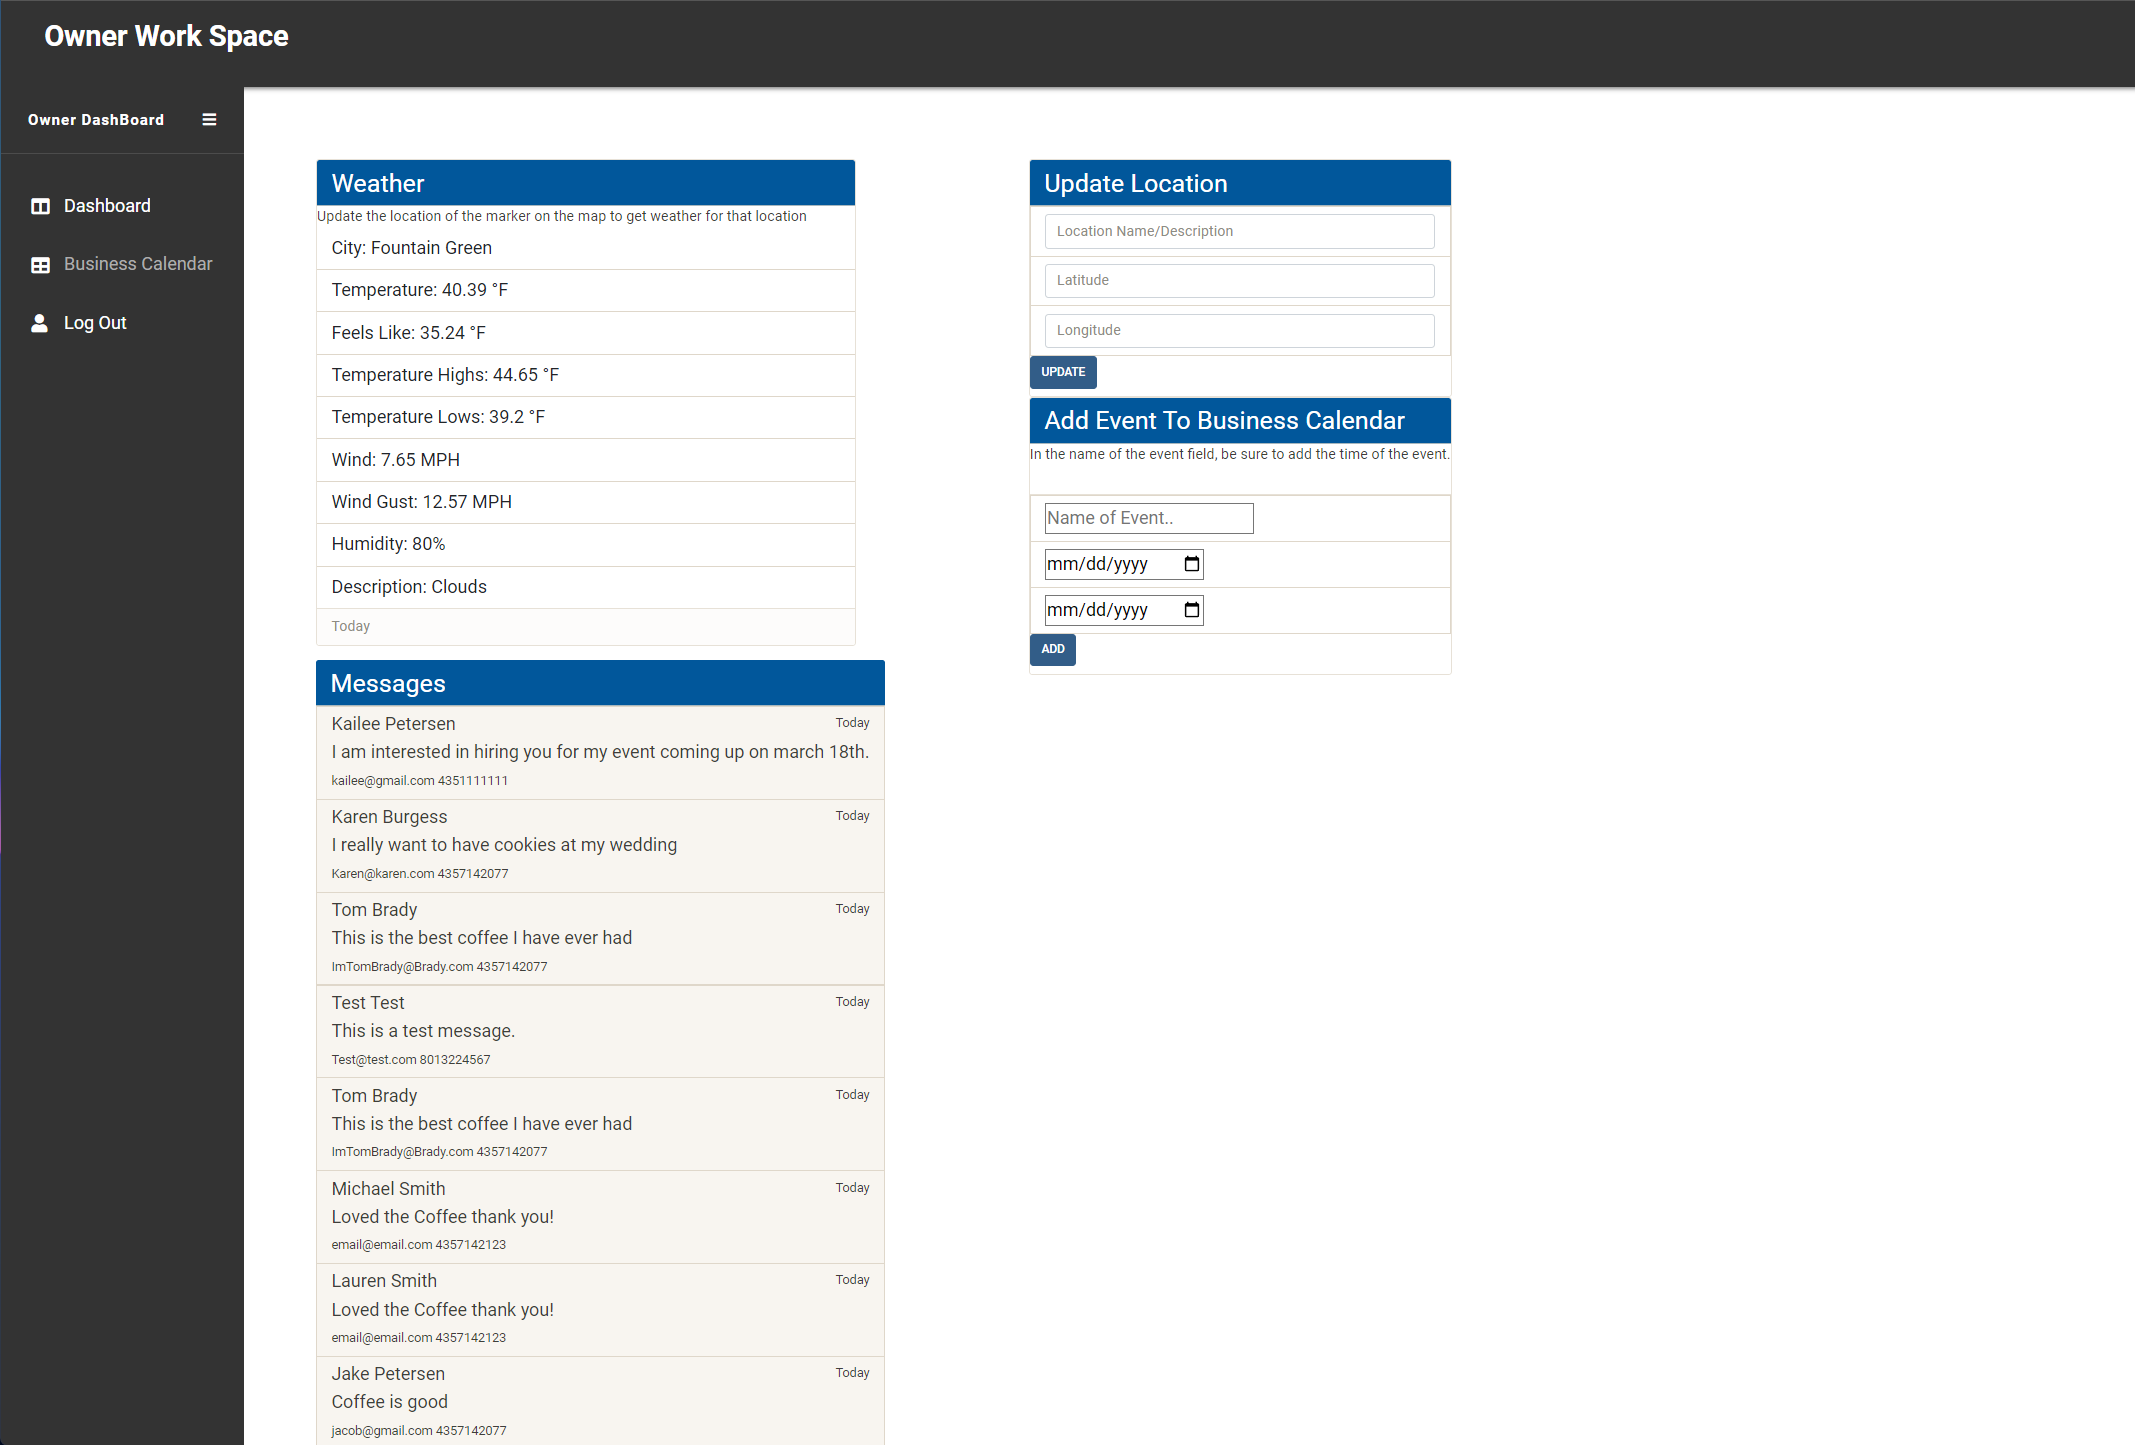 Owner Work Space
Owner DashBoard
Dashboard
Business Calendar
Log Out
Weather
Update the location of the marker on the map to get weather for that location
City: Fountain Green
Temperature: 40.39 °F
Feels Like: 35.24 °F
Temperature Highs: 44.65 °F
Temperature Lows: 39.2 °F
Wind: 7.65 MPH
Wind Gust: 12.57 MPH
Humidity: 80%
Description: Clouds
Today
Messages
Kailee Petersen Today
I am interested in hiring you for my event coming up on march 18th.
kailee@gmail.com 4351111111
Karen Burgess Today
I really want to have cookies at my wedding
Karen@karen.com 4357142077
Tom Brady Today
This is the best coffee I have ever had
ImTomBrady@Brady.com 4357142077
Test Test Today
This is a test message.
Test@test.com 8013224567
Tom Brady Today
This is the best coffee I have ever had
ImTomBrady@Brady.com 4357142077
Michael Smith Today
Loved the Coffee thank you!
email@email.com 4357142123
Lauren Smith Today
Loved the Coffee thank you!
email@email.com 4357142123
Jake Petersen Today
Coffee is good
jacob@gmail.com 4357142077
Update Location
Location Name/Description
Latitude
Longitude
UPDATE
Add Event To Business Calendar
In the name of the event field, be sure to add the time of the event.
Name of Event..
mm/dd/yyyy
mm/dd/yyyy
ADD